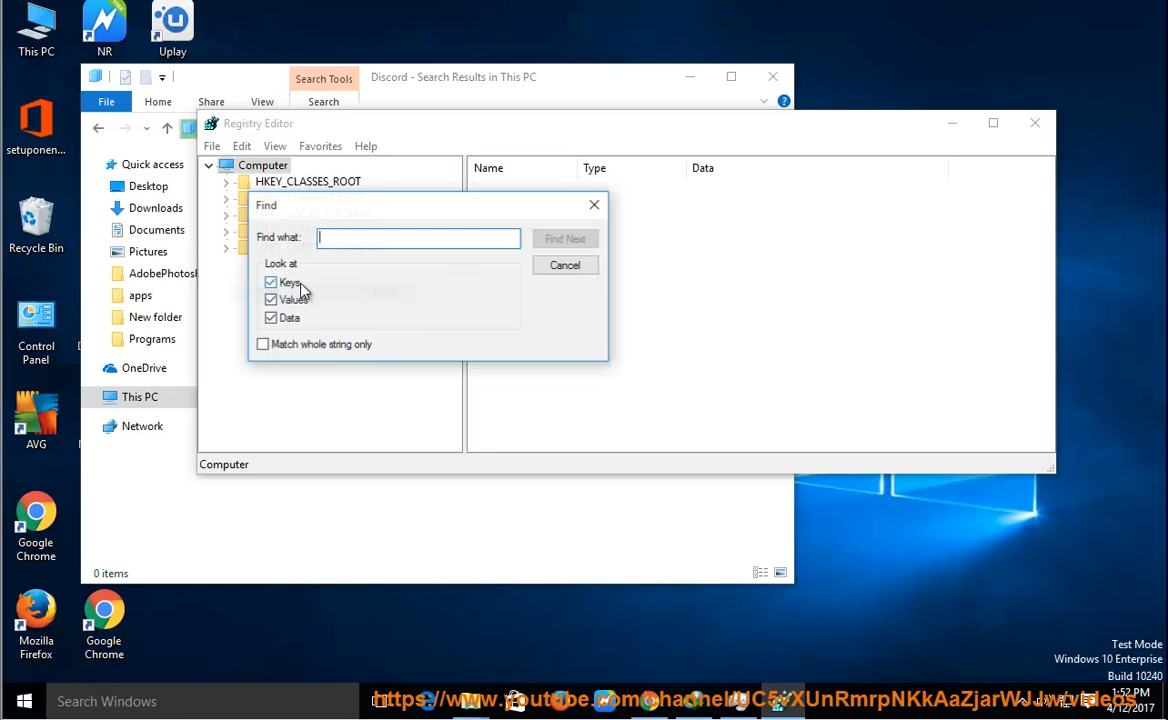 This PC
NR
Uplay
setuponen...
Recycle Bin
Control
Panel
AVG
Google
Chrome
Mozilla
Firefox
Google
Chrome
Search Tools
Discord - Search Results in This PC
File
Home
Share
View
Search
Quick access
Desktop
Downloads
Documents
Pictures
AdobePhotosh
apps
New folder
Programs
OneDrive
This PC
Network
0 items
Registry Editor
File
Edit
View
Favorites
Help
Computer
HKEY_CLASSES_ROOT
Name
Type
Data
Computer
Find
Find what:
Find Next
Look at
Cancel
Keys
Values
Data
Match whole string only
Test Mode
Windows 10 Enterprise
Build 10240
Search Windows
1:52 PM
4/12/2017